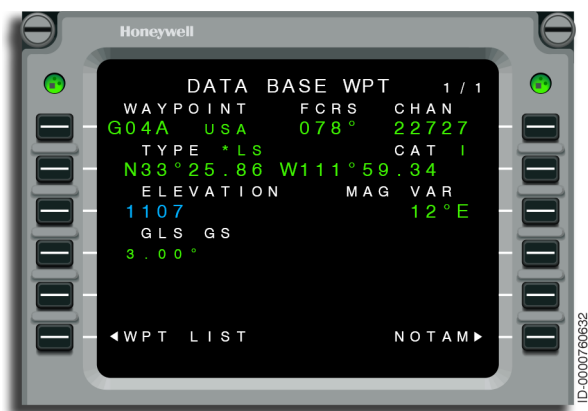 Honeywell
DATA BASE WPT 1 / 1
WAYPOINT FCRS CHAN
G04A USA 078° 22727
TYPE *LS CAT I
N33°25.86 W111°59.34
ELEVATION MAG VAR
1107 12°E
GLS GS
3.00°
◀WPT LIST NOTAM▶
ID-0000760632